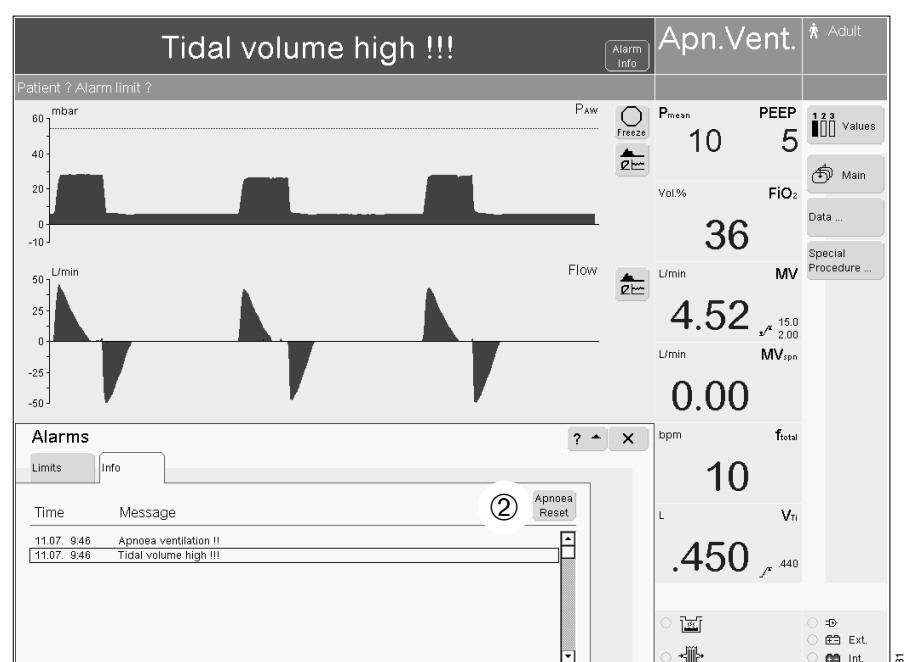 Tidal volume high !!!
Alarm
Info
Apn.Vent.
Adult
Patient ? Alarm limit ?
mbar
PAW
60
40
20
0
-10
Freeze
L/min
Flow
50
25
0
-25
-50
Pmean
PEEP
10
5
Vol.%
FiO2
36
L/min
MV
4.52
15.0
2.00
L/min
MVspn
0.00
bpm
ftotal
10
L
VTi
.450
.440
1 2 3
Values
Main
Data ...
Special
Procedure ...
Ext.
Int.
Alarms
?
Limits
Info
Time
Message
2
Apnoea
Reset
11.07. 9:46 Apnoea ventilation !!
11.07. 9:46 Tidal volume high !!!